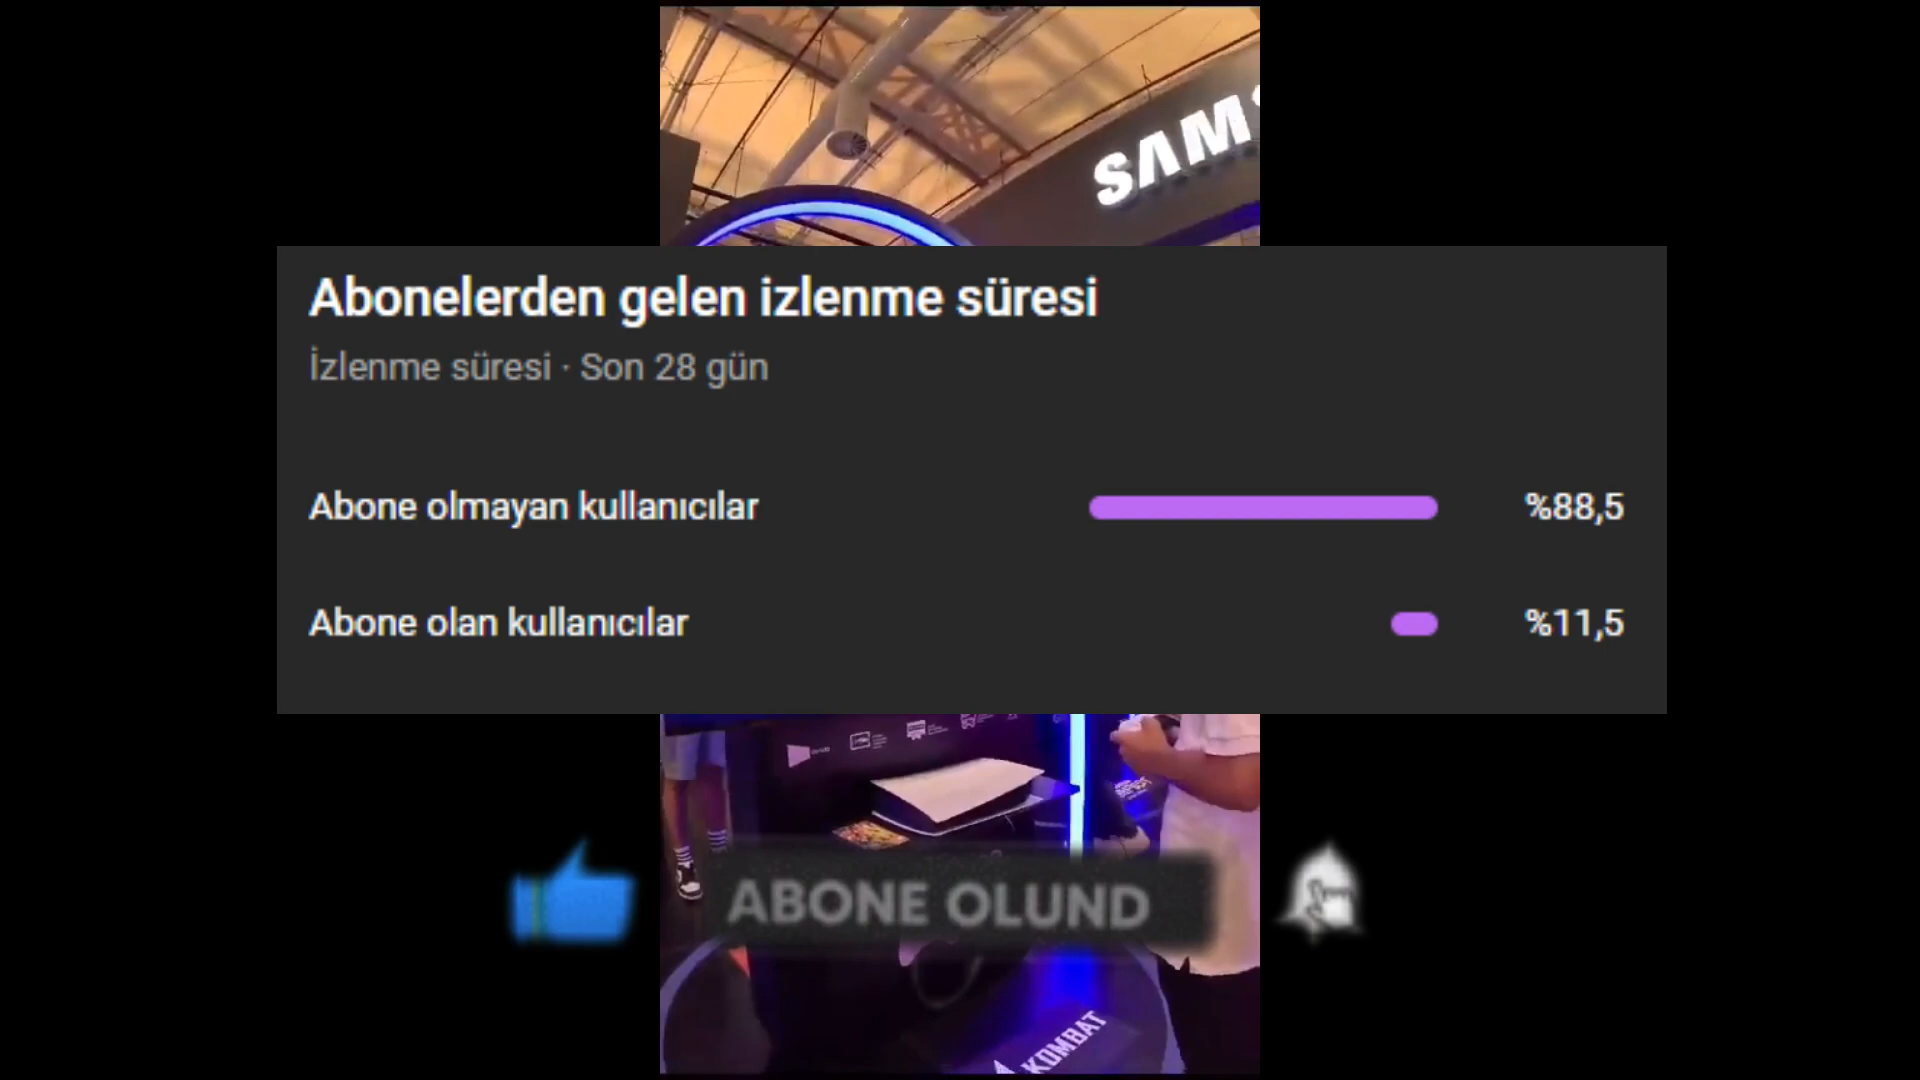 SAM
Abonelerden gelen izlenme süresi
İzlenme süresi · Son 28 gün
Abone olmayan kullanıcılar %88,5
Abone olan kullanıcılar %11,5
ABONE OLUND
KOMBAT